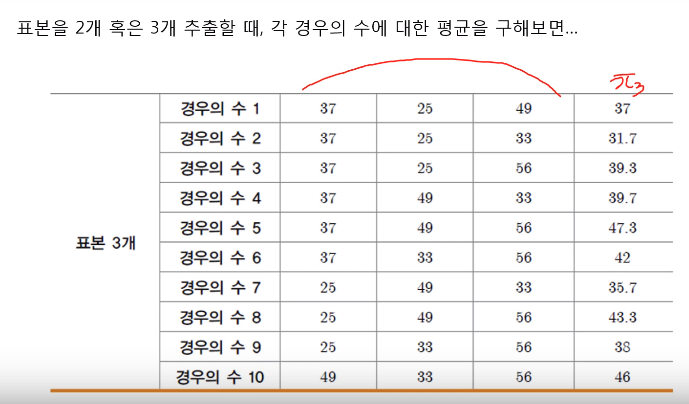 표본을 2개 혹은 3개 추출할 때, 각 경우의 수에 대한 평균을 구해보면...
x̄3
경우의 수 1 37 25 49 37
경우의 수 2 37 25 33 31.7
경우의 수 3 37 25 56 39.3
경우의 수 4 37 49 33 39.7
경우의 수 5 37 49 56 47.3
표본 3개
경우의 수 6 37 33 56 42
경우의 수 7 25 49 33 35.7
경우의 수 8 25 49 56 43.3
경우의 수 9 25 33 56 38
경우의 수 10 49 33 56 46